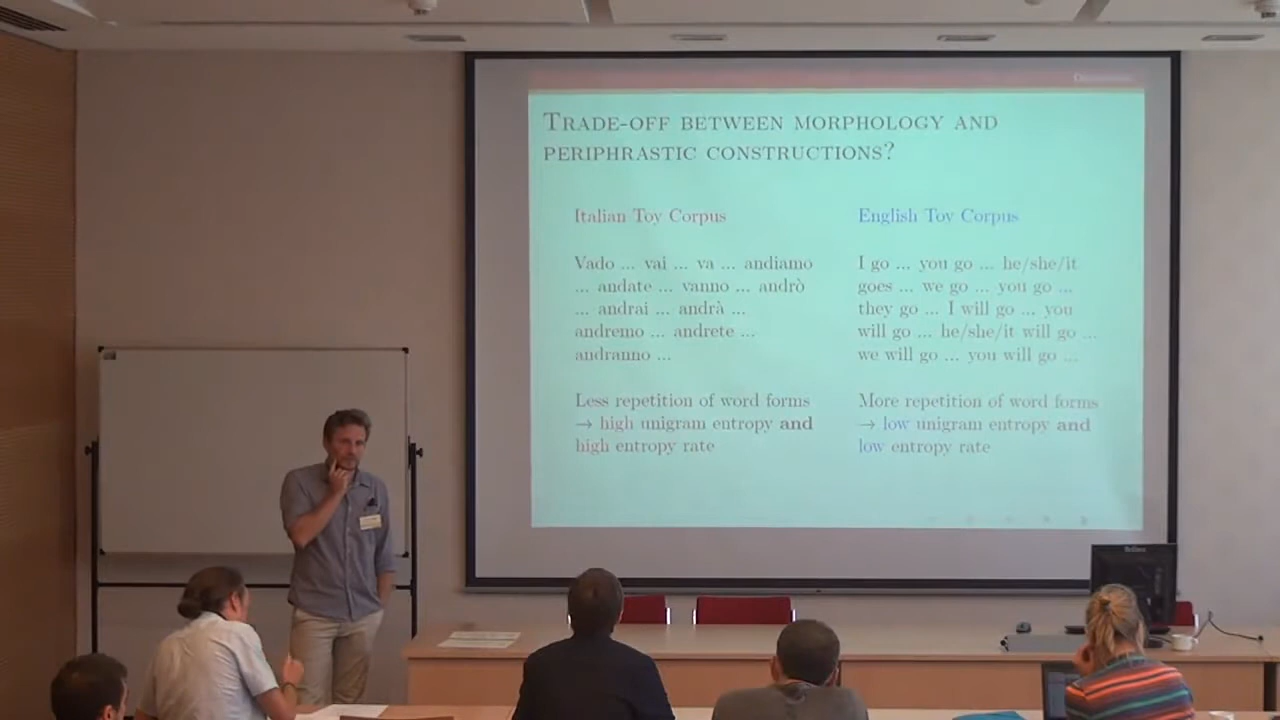 TRADE-OFF BETWEEN MORPHOLOGY AND
PERIPHRASTIC CONSTRUCTIONS?
Italian Toy Corpus
Vado ... vai ... va ... andiamo
... andate ... vanno ... andrò
... andrai ... andrà ...
andremo ... andrete ...
andranno ...
Less repetition of word forms
→ high unigram entropy and
high entropy rate
English Toy Corpus
I go ... you go ... he/she/it
goes ... we go ... you go ...
they go ... I will go ... you
will go ... he/she/it will go ...
we will go ... you will go ...
More repetition of word forms
→ low unigram entropy and
low entropy rate